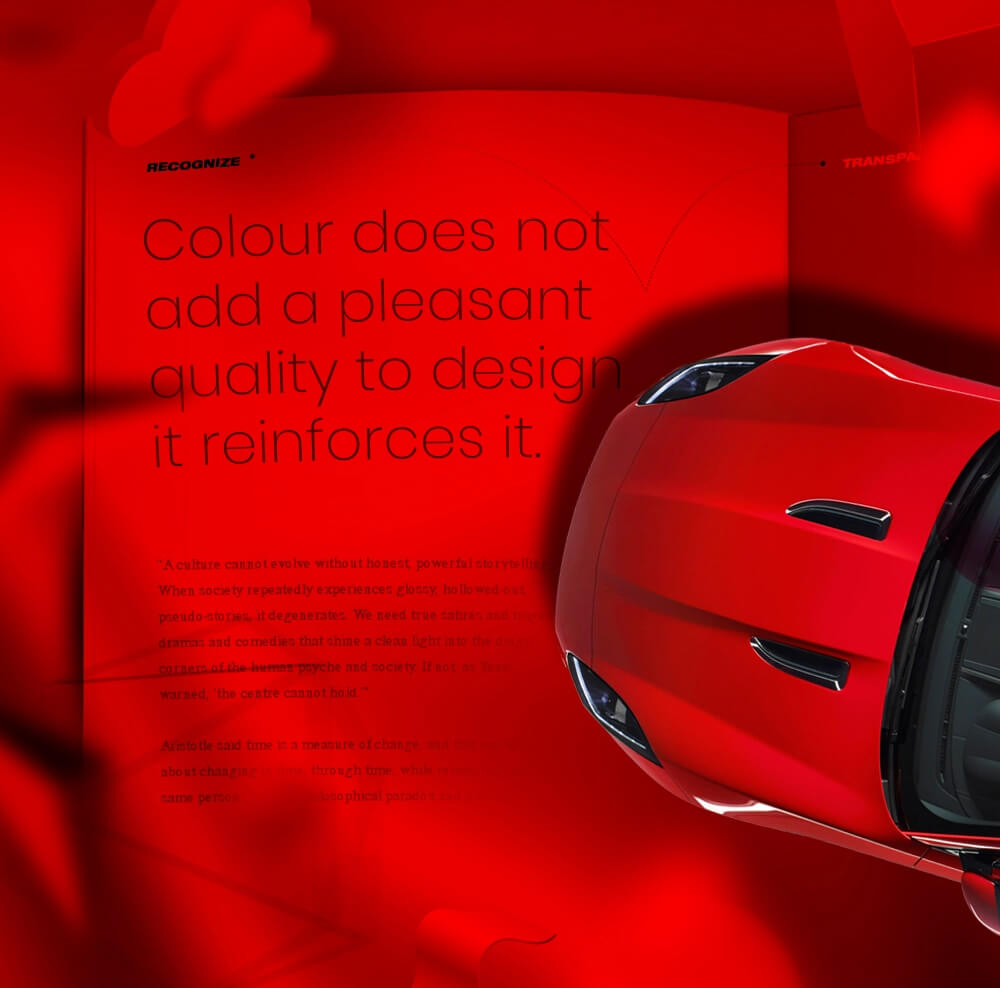 RECOGNIZE
TRANSPA
Colour does not
add a pleasant
quality to design
it reinforces it.
"A culture cannot evolve without honest, powerful storytelling.
When society repeatedly experiences glossy, hollowed-out,
pseudo-stories, it degenerates. We need true satires and
dramas and comedies that shine a clean light into the
corners of the human psyche and society. If not, as
warned, 'the centre cannot hold.'"
Aristotle said time is a measure of change, and
about changing through time, while
same person